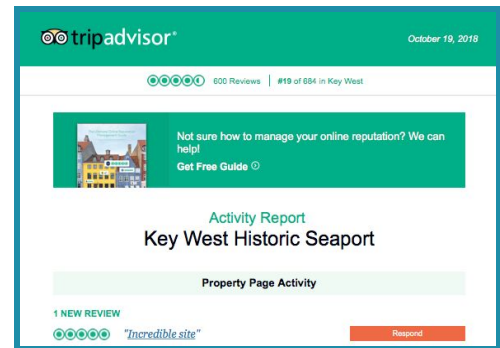 tripadvisor®
October 19, 2018
600 Reviews | #19 of 684 in Key West
Not sure how to manage your online reputation? We can
help!
Get Free Guide
Activity Report
Key West Historic Seaport
Property Page Activity
1 NEW REVIEW
"Incredible site"
Respond